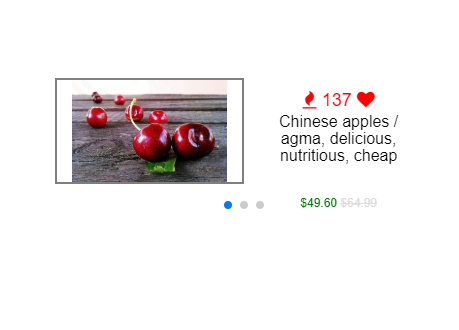 137
Chinese apples /
agma, delicious,
nutritious, cheap
$49.60 $64.99